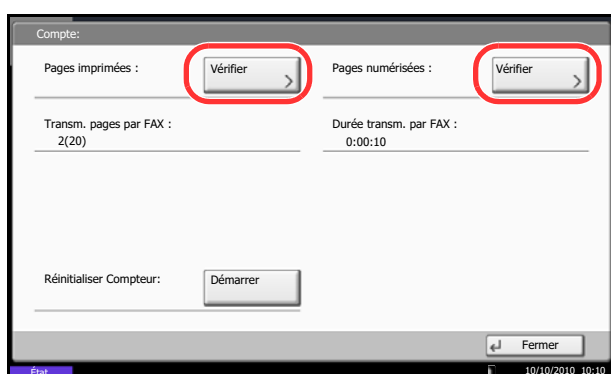 Compte:
Pages imprimées :
Vérifier
Pages numérisées :
Vérifier
Transm. pages par FAX :
2(20)
Durée transm. par FAX :
0:00:10
Réinitialiser Compteur:
Démarrer
Fermer
État
10/10/2010 10:10